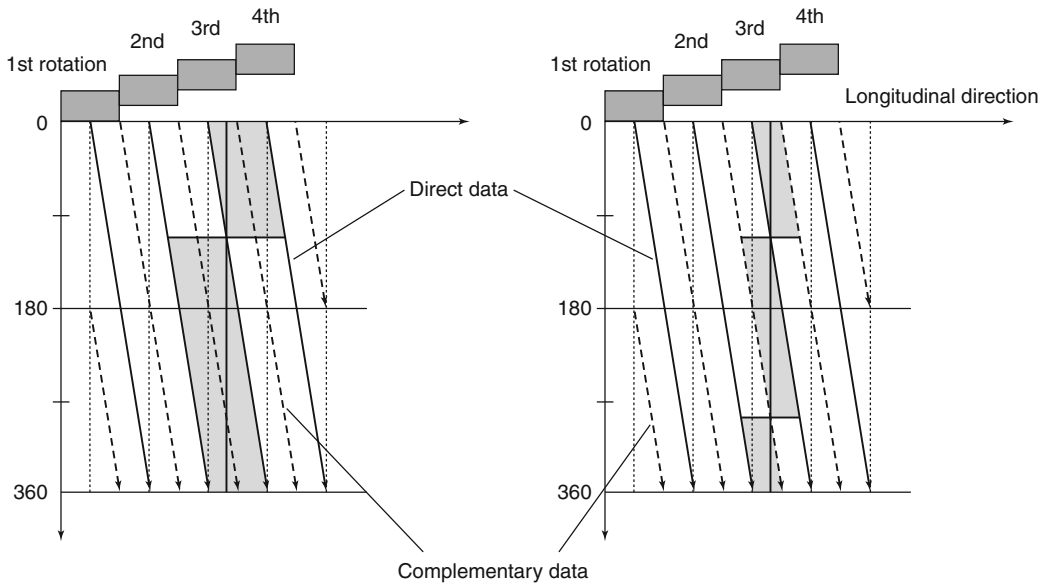 4th
3rd
2nd
1st rotation
0
180
360
4th
3rd
2nd
1st rotation
Longitudinal direction
0
180
360
Direct data
Complementary data